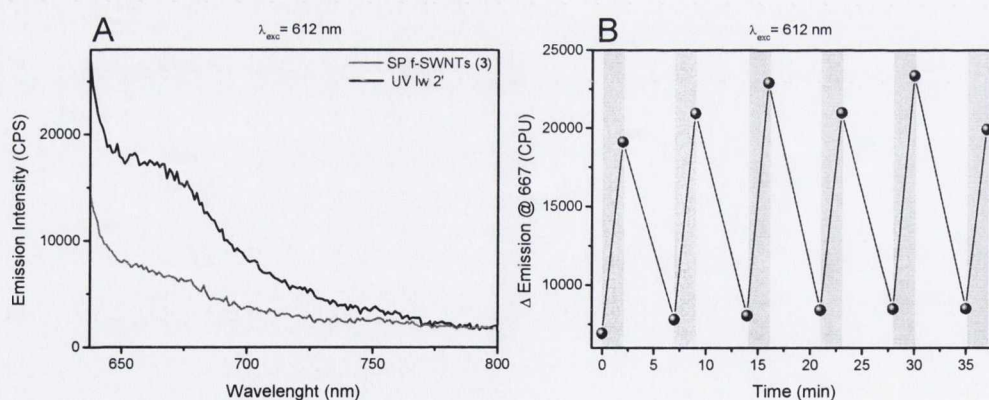 A
λexc= 612 nm
SP f-SWNTs (3)
UV lw 2'
Emission Intensity (CPS)
20000
10000
0
650
700
750
800
Wavelenght (nm)
B
λexc= 612 nm
Δ Emission @ 667 (CPU)
25000
20000
15000
10000
0
5
10
15
20
25
30
35
Time (min)